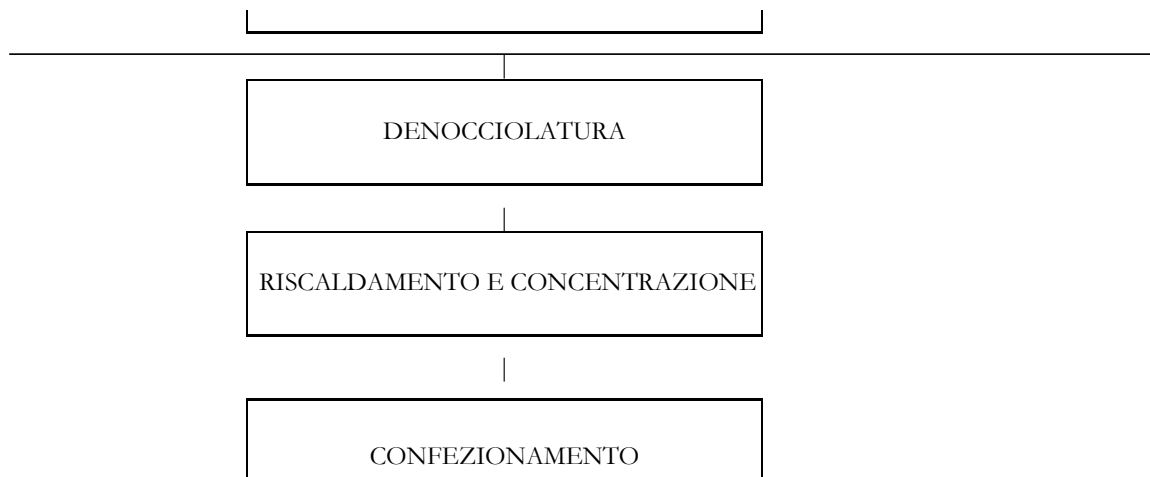 DENOCCIOLATURA
RISCALDAMENTO E CONCENTRAZIONE
CONFEZIONAMENTO